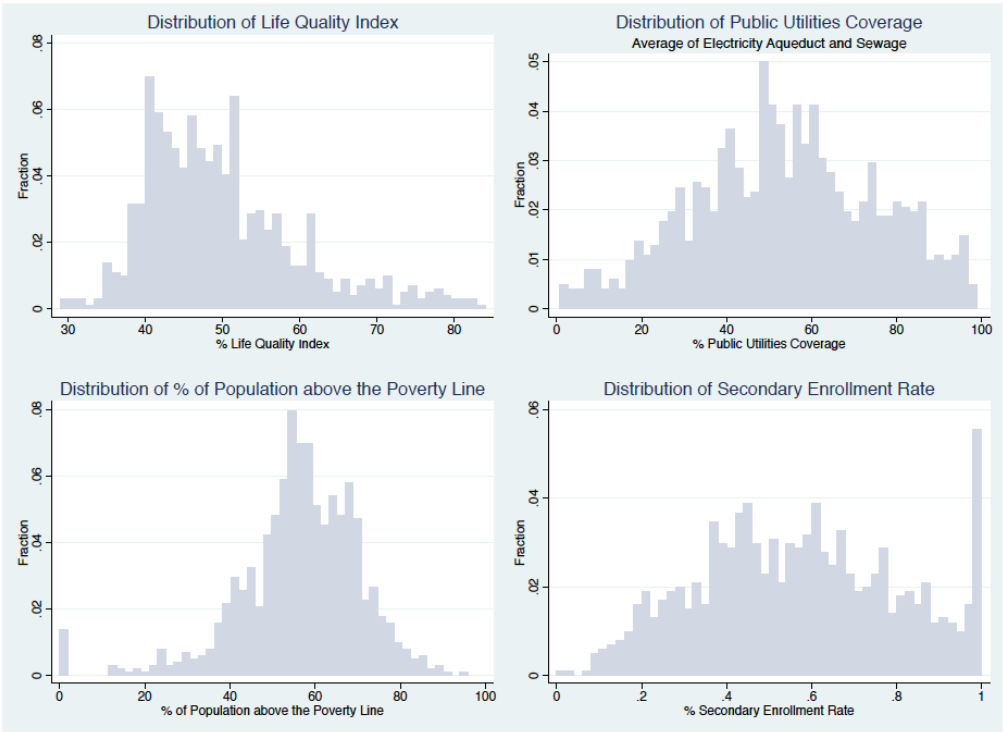 Distribution of Life Quality Index
Fraction
0 .02 .04 .06 .08
30 40 50 60 70 80
% Life Quality Index
Distribution of Public Utilities Coverage
Average of Electricity Aqueduct and Sewage
Fraction
0 .01 .02 .03 .04 .05
0 20 40 60 80 100
% Public Utilities Coverage
Distribution of % of Population above the Poverty Line
Fraction
0 .02 .04 .06 .08
0 20 40 60 80 100
% of Population above the Poverty Line
Distribution of Secondary Enrollment Rate
Fraction
0 .02 .04 .06
0 .2 .4 .6 .8 1
% Secondary Enrollment Rate